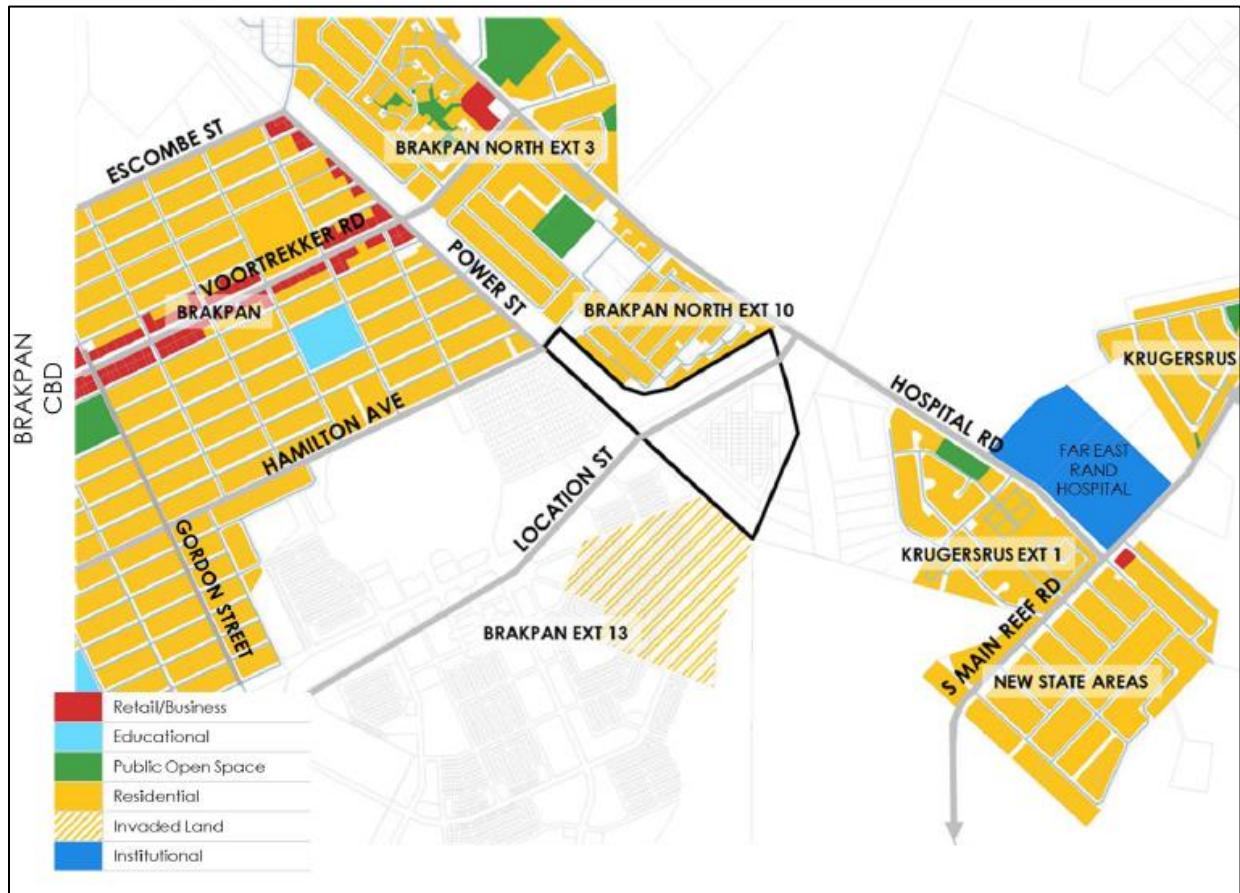 ESCOMBE ST
BRAKPAN NORTH EXT 3
VOORTREKKER RD
BRAKPAN
POWER ST
BRAKPAN NORTH EXT 10
BRAKPAN
CBD
KRUGERSRUS
HAMILTON AVE
HOSPITAL RD
FAR EAST
RAND
HOSPITAL
LOCATION ST
GORDON STREET
KRUGERSRUS EXT 1
BRAKPAN EXT 13
S MAIN REEF RD
NEW STATE AREAS
Retail/Business
Educational
Public Open Space
Residential
Invaded Land
Institutional